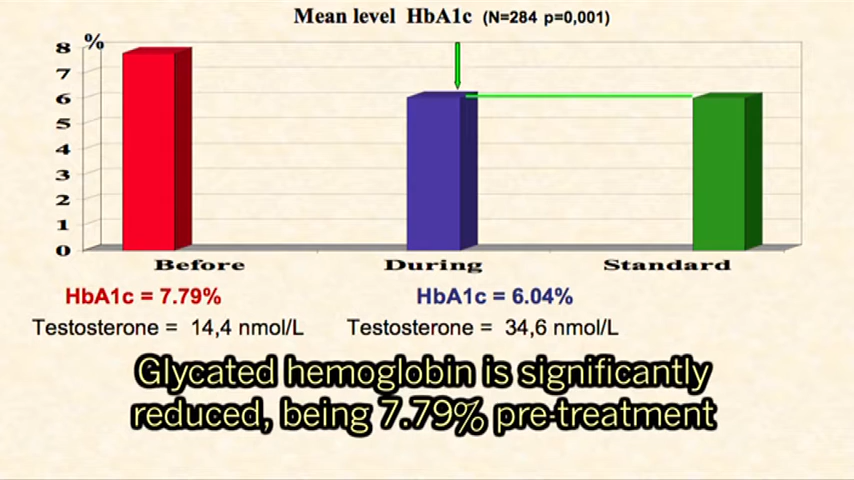 Mean level HbA1c (N=284 p=0,001)
%
8
7
6
5
4
3
2
1
0
Before During Standard
HbA1c = 7.79% HbA1c = 6.04%
Testosterone = 14,4 nmol/L Testosterone = 34,6 nmol/L
Glycated hemoglobin is significantly
reduced, being 7.79% pre-treatment